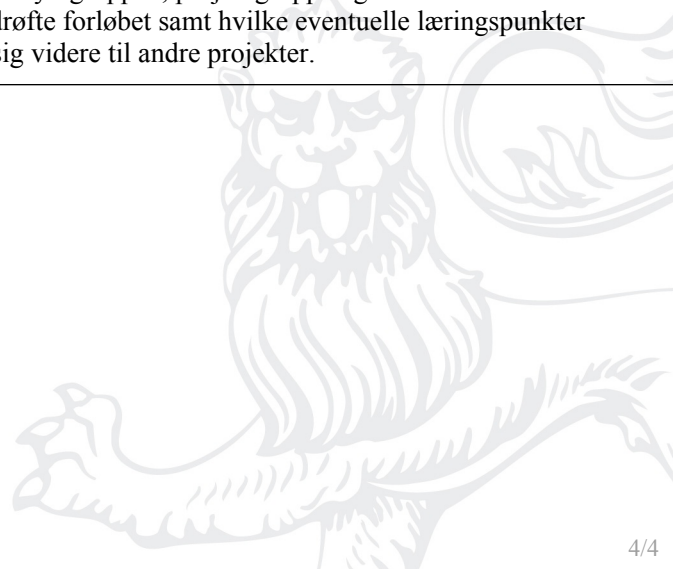 drøfte forløbet samt hvilke eventuelle læringspunkter
sig videre til andre projekter.
4/4